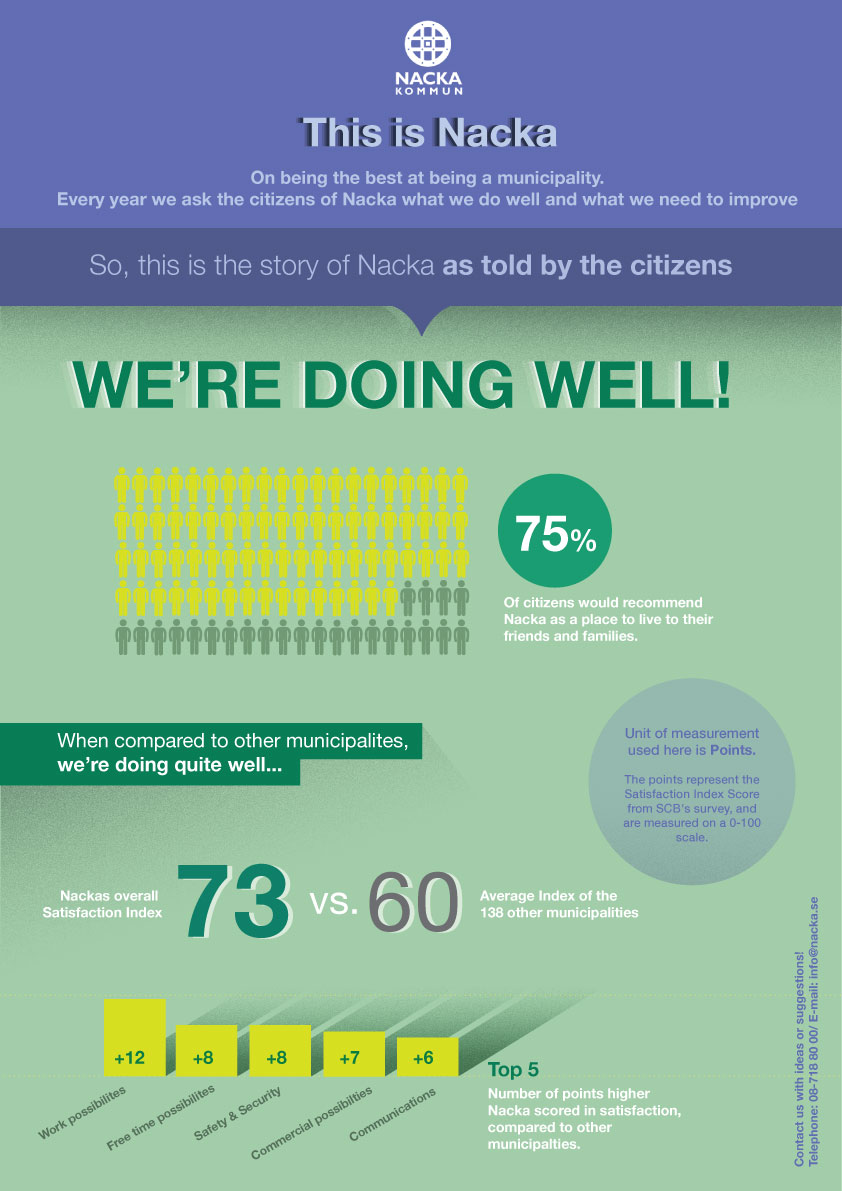 NACKA
KOMMUN
This is Nacka
On being the best at being a municipality.
Every year we ask the citizens of Nacka what we do well and what we need to improve
So, this is the story of Nacka as told by the citizens
WE'RE DOING WELL!
75%
Of citizens would recommend
Nacka as a place to live to their
friends and families.
When compared to other municipalites,
we're doing quite well...
Unit of measurement
used here is Points.
The points represent the
Satisfaction Index Score
from SCB's survey, and
are measured on a 0-100
scale.
Nackas overall
Satisfaction Index
73 vs. 60
Average Index of the
138 other municipalities
+12
+8
+8
+7
+6
Work possibilites
Free time possibilites
Safety & Security
Commercial possibilties
Communications
Top 5
Number of points higher
Nacka scored in satisfaction,
compared to other
municipalties.
Contact us with ideas or suggestions!
Telephone: 08-718 80 00/ E-mail: info@nacka.se